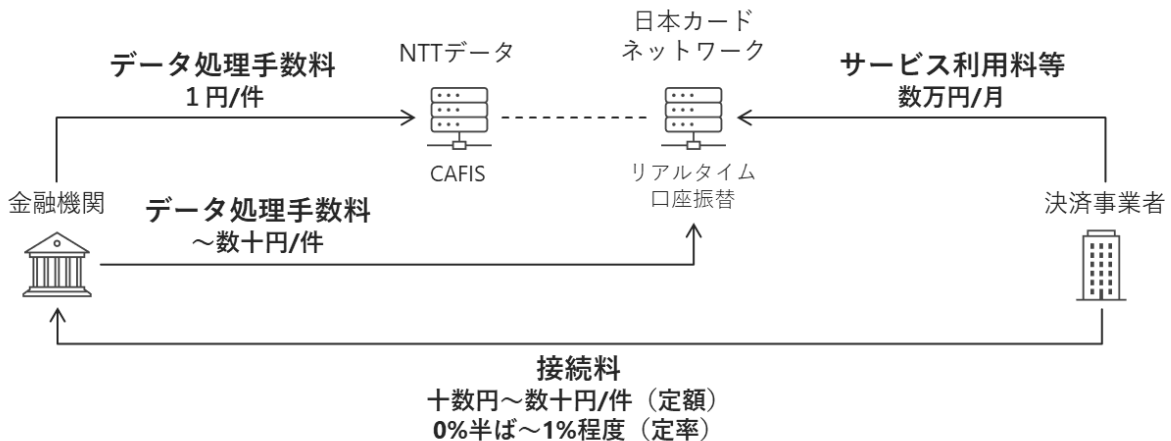 データ処理手数料
1円/件
NTTデータ
日本カード
ネットワーク
サービス利用料等
数万円/月
CAFIS
リアルタイム
口座振替
金融機関
データ処理手数料
～数十円/件
決済事業者
接続料
十数円～数十円/件（定額）
0%半ば～1%程度（定率）